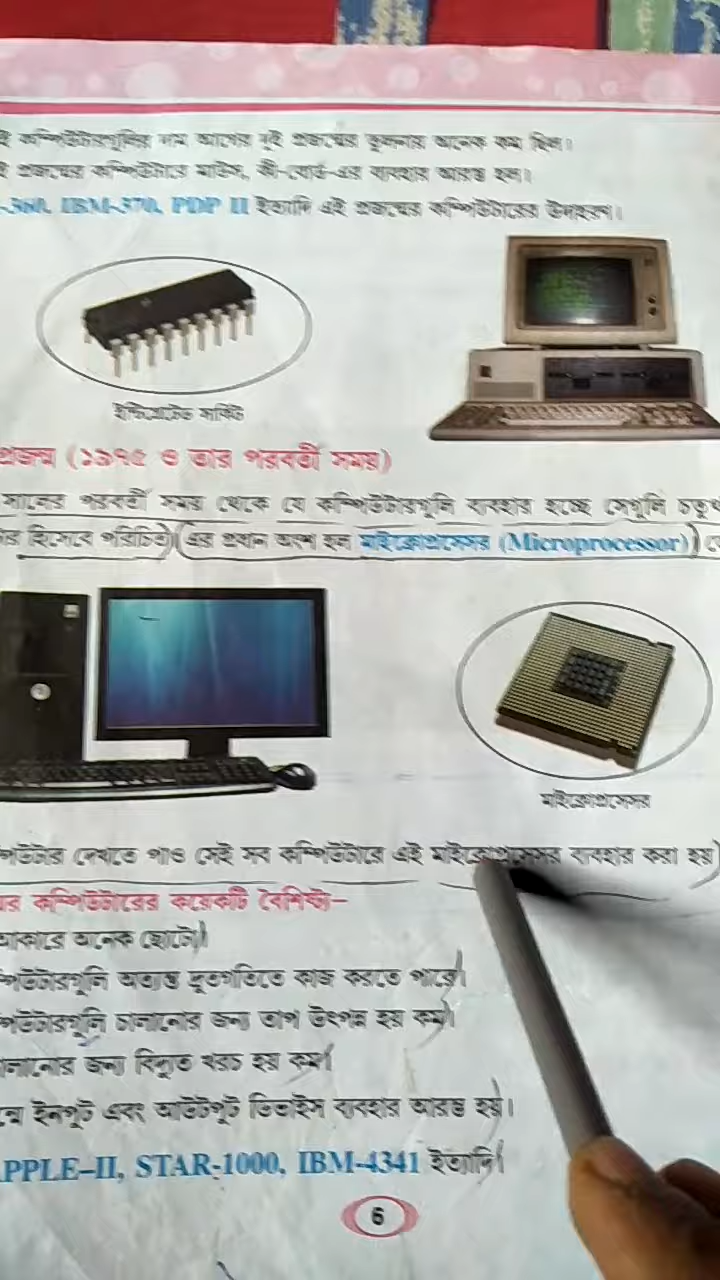 ই কম্পিউটারগুলির দাম আগের দুই প্রজন্মের তুলনায় অনেক কম ছিল।
ই প্রজন্মের কম্পিউটারে মাউস, কী-বোর্ড-এর ব্যবহার আরম্ভ হল।
-360, IBM-370, PDP II ইত্যাদি এই প্রজন্মের কম্পিউটারের উদাহরণ।
ইন্টিগ্রেটেড সার্কিট
প্রজন্ম (১৯৭৫ ও তার পরবর্তী সময়)
সালের পরবর্তী সময় থেকে যে কম্পিউটারগুলি ব্যবহার হচ্ছে সেগুলি চতুর্থ
হিসেবে পরিচিত। এর প্রধান অংশ হল মাইক্রোপ্রসেসর (Microprocessor)
মাইক্রোপ্রসেসর
পিউটার দেখতে পাও সেই সব কম্পিউটারে এই মাইক্রোপ্রসেসর ব্যবহার করা হয়
র কম্পিউটারের কয়েকটি বৈশিষ্ট্য—
আকারে অনেক ছোটো।
পিউটারগুলি অত্যন্ত দ্রুতগতিতে কাজ করতে পারে।
পিউটারগুলি চালানোর জন্য তাপ উৎপন্ন হয় কম।
লানোর জন্য বিদ্যুত খরচ হয় কম।
ন্মে ইনপুট এবং আউটপুট ডিভাইস ব্যবহার আরম্ভ হয়।
APPLE–II, STAR-1000, IBM-4341 ইত্যাদি।
6